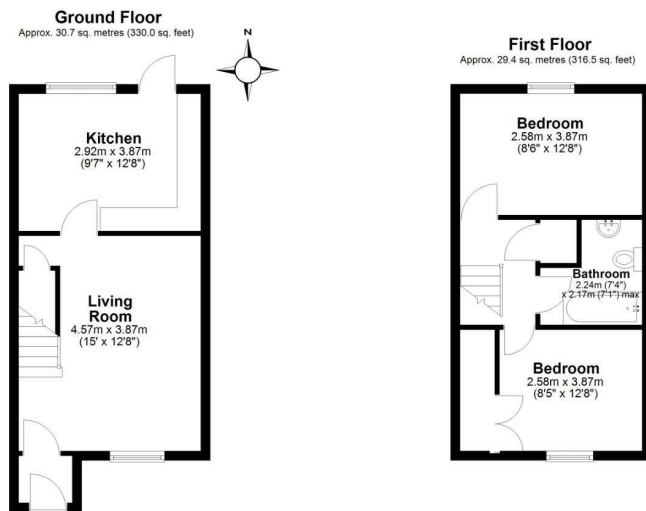 Ground Floor
Approx. 30.7 sq. metres (330.0 sq. feet)
N
Kitchen
2.92m x 3.87m
(9'7" x 12'8")
Living
Room
4.57m x 3.87m
(15' x 12'8")
First Floor
Approx. 29.4 sq. metres (316.5 sq. feet)
Bedroom
2.58m x 3.87m
(8'6" x 12'8")
Bathroom
2.24m (7'4")
x 2.17m (7'1") max
Bedroom
2.58m x 3.87m
(8'5" x 12'8")